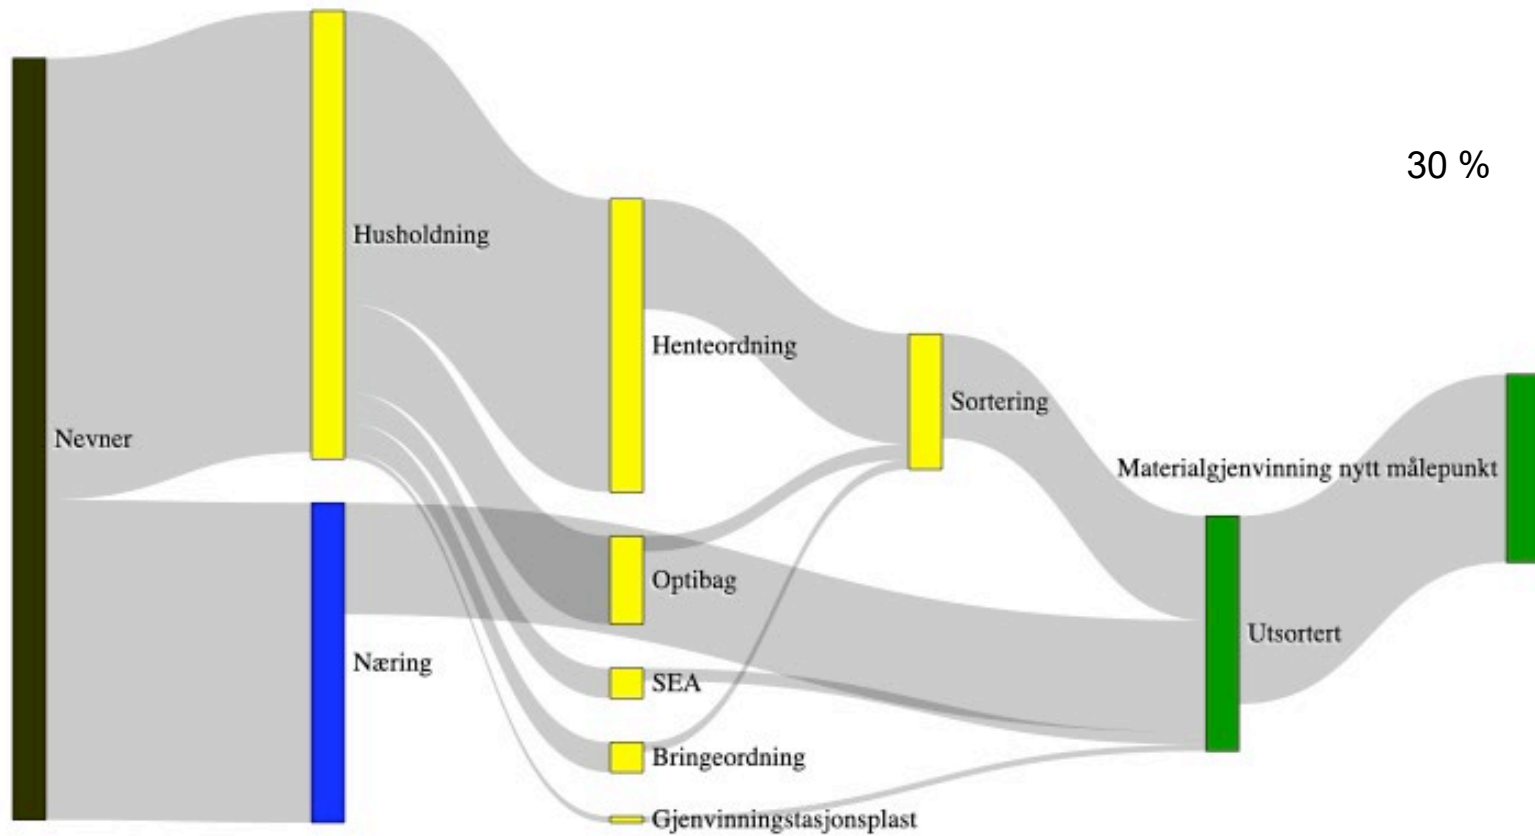 30 %
Husholdning
Henteordning
Sortering
Nevner
Materialgjenvinning nytt målepunkt
Optibag
Utsortert
Næring
SEA
Bringeordning
Gjenvinningstasjonsplast